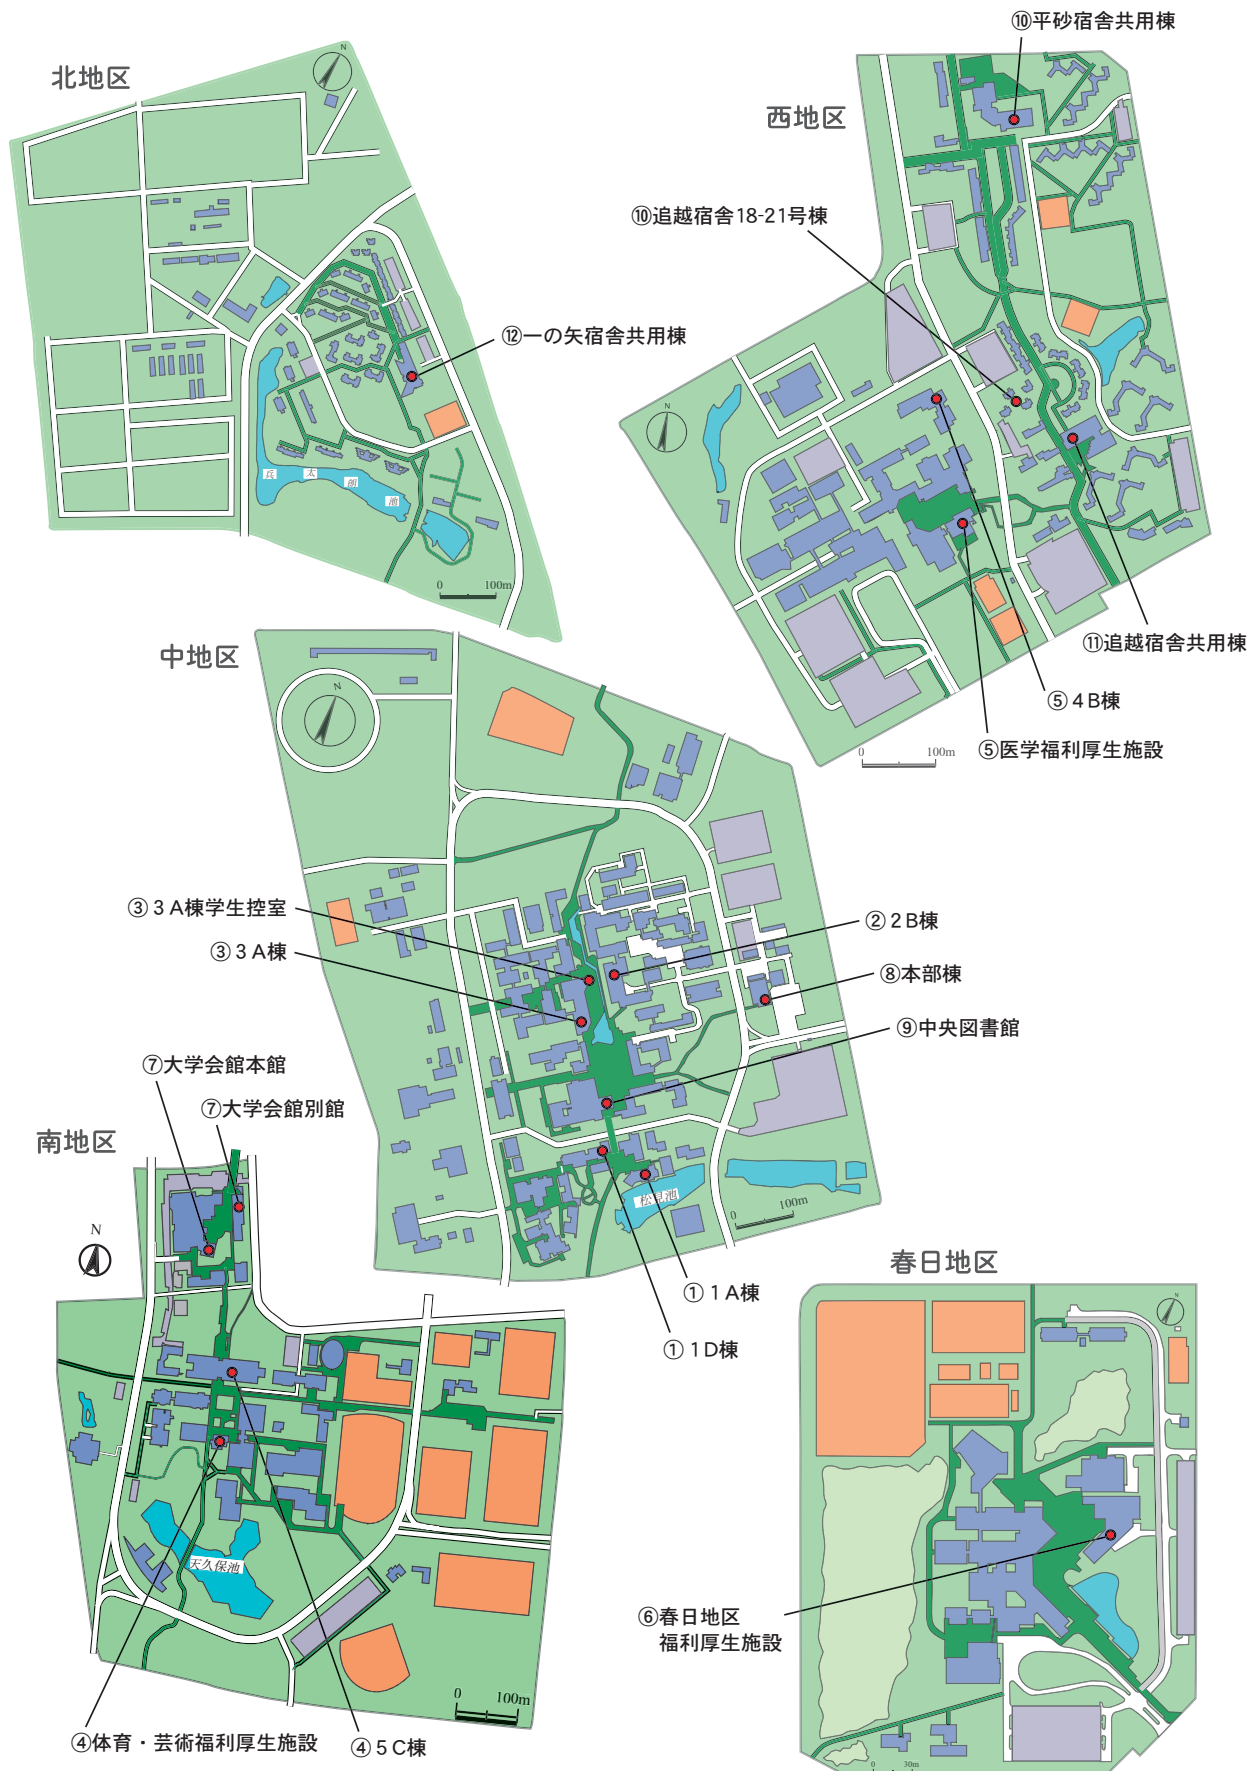 ⑩平砂宿舎共用棟
北地区
N
西地区
⑩追越宿舎18-21号棟
⑫一の矢宿舎共用棟
N
兵
太
郎
池
0 100m
⑪追越宿舎共用棟
⑤4B棟
⑤医学福利厚生施設
0 100m
中地区
N
③3A棟学生控室
③3A棟
②2B棟
⑧本部棟
⑨中央図書館
⑦大学会館本館
⑦大学会館別館
南地区
N
松見池
0 100m
①1A棟
①1D棟
春日地区
N
天久保池
⑥春日地区
福利厚生施設
0 100m
④体育・芸術福利厚生施設
④5C棟
0 30m